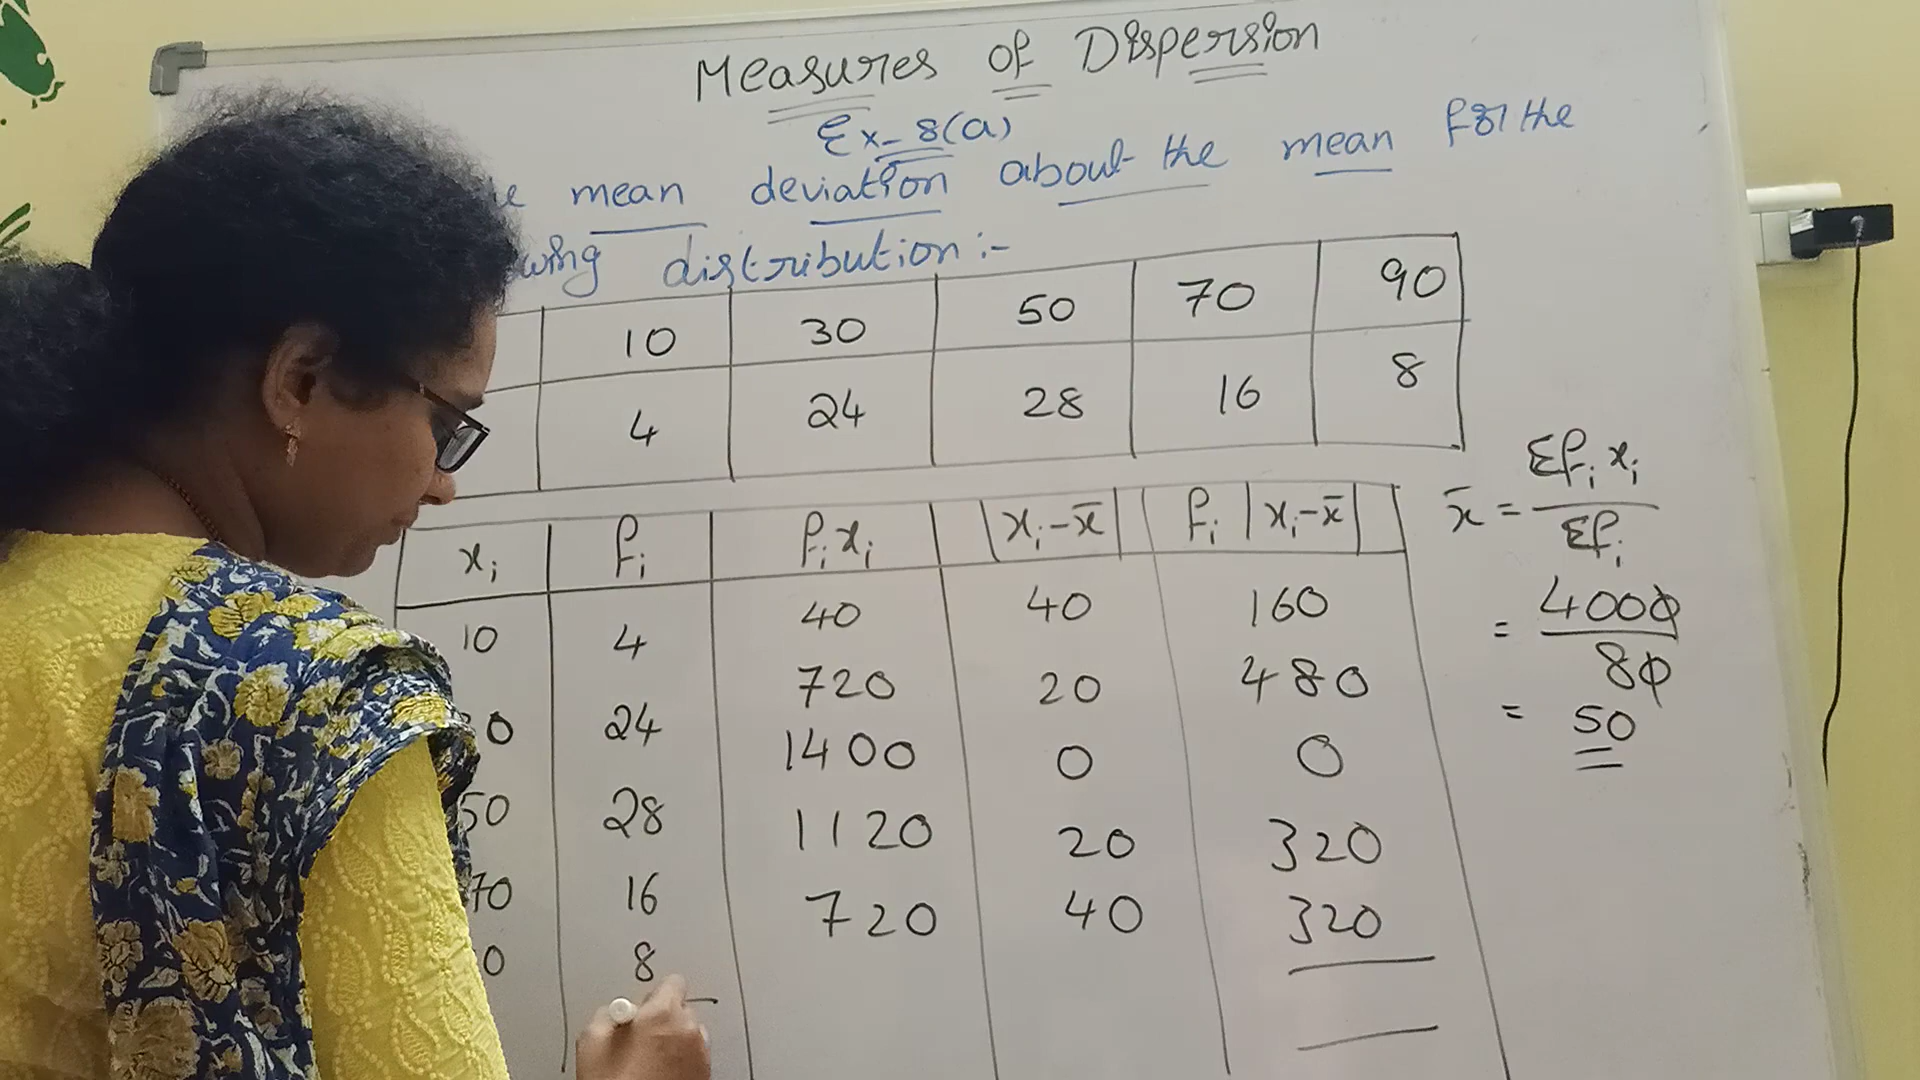 Measures of Dispersion
Ex-8(a)
mean deviation about the mean for the
distribution :-
10 30 50 70 90
4 24 28 16 8
xi fi fixi |xi-x̄| fi |xi-x̄|
10 4 40 40 160
24 720 20 480
50 28 1400 0 0
70 16 1120 20 320
8 720 40 320
x̄ = Σfixi / Σfi
= 4000 / 80
= 50